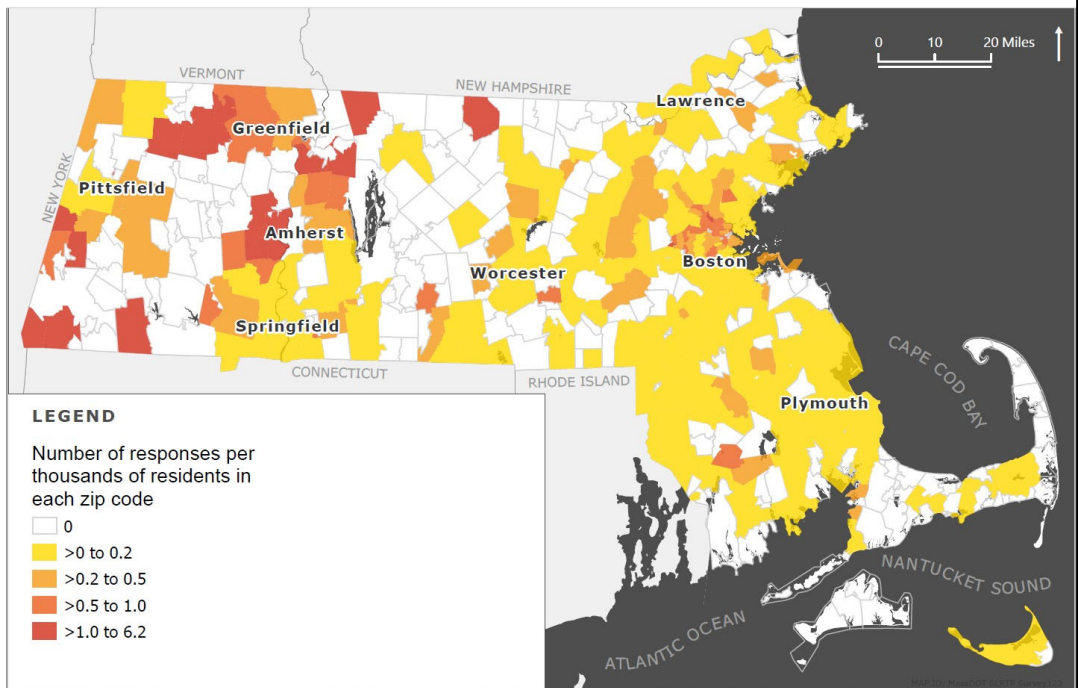 0 10 20 Miles
VERMONT
NEW HAMPSHIRE
Lawrence
Greenfield
NEW YORK
Pittsfield
Amherst
Worcester
Boston
Springfield
CONNECTICUT
RHODE ISLAND
CAPE COD BAY
Plymouth
NANTUCKET SOUND
ATLANTIC OCEAN
LEGEND
Number of responses per
thousands of residents in
each zip code
0
>0 to 0.2
>0.2 to 0.5
>0.5 to 1.0
>1.0 to 6.2
MAP ID: MassDOT